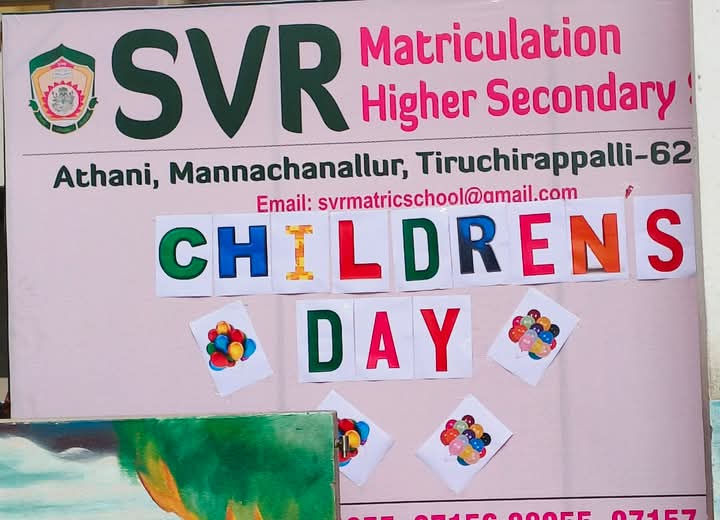 SVR
Matriculation
Higher Secondary
Athani, Mannachanallur, Tiruchirappalli-62
Email: svrmatricschool@gmail.com
CHILDRENS
DAY